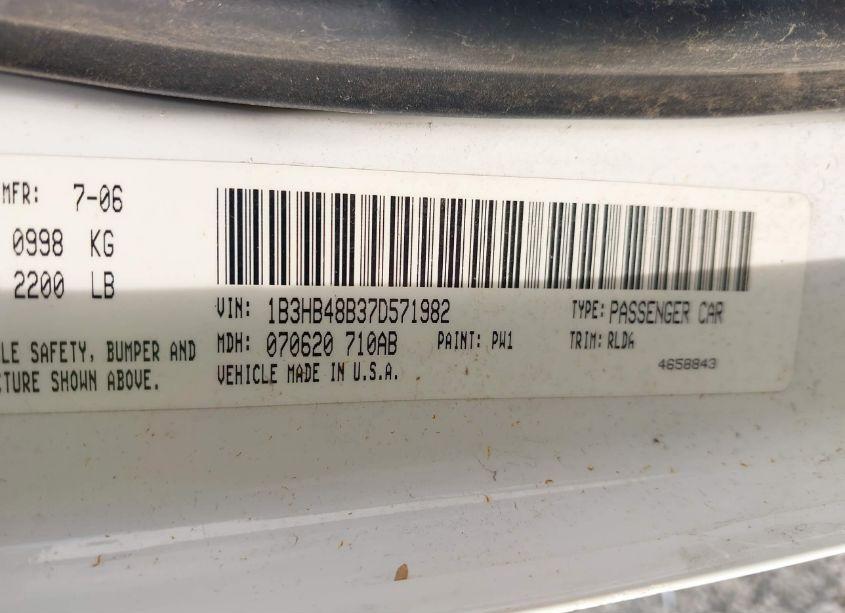 MFR: 7-06
0998 KG
2200 LB
VIN: 1B3HB48B37D571982 TYPE: PASSENGER CAR
LE SAFETY, BUMPER AND MDH: 070620 710AB PAINT: PW1 TRIM: RLDA
CTURE SHOWN ABOVE. VEHICLE MADE IN U.S.A. 4658843